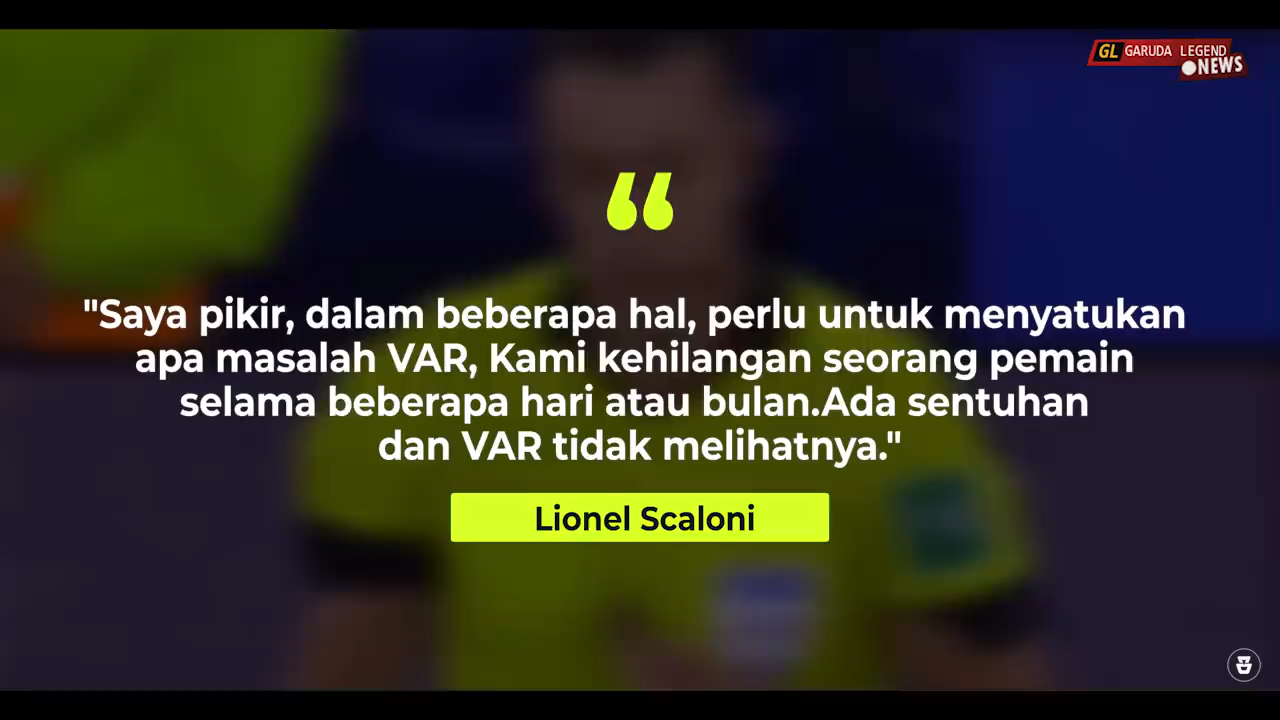 GL GARUDA LEGEND
NEWS
“
"Saya pikir, dalam beberapa hal, perlu untuk menyatukan
apa masalah VAR, Kami kehilangan seorang pemain
selama beberapa hari atau bulan.Ada sentuhan
dan VAR tidak melihatnya."
Lionel Scaloni